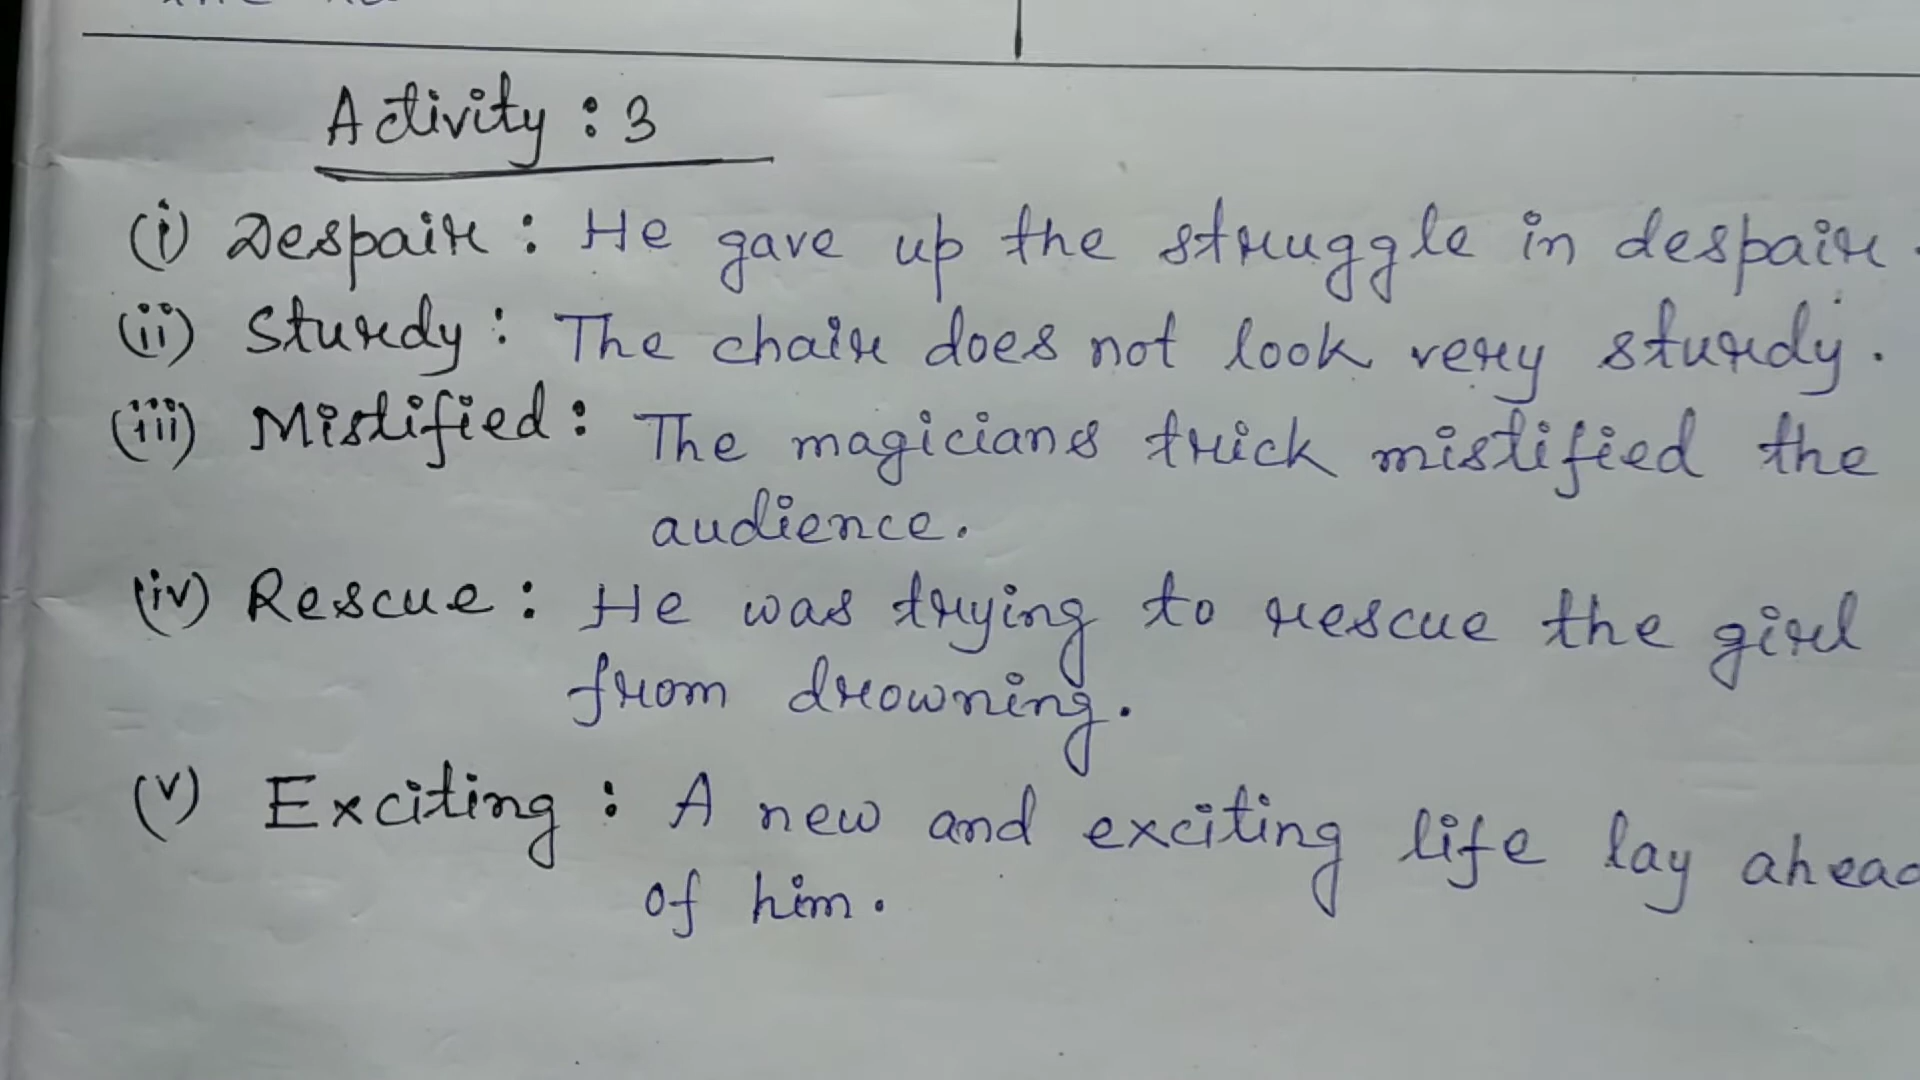 Activity : 3
(i) Despair : He gave up the struggle in despair.
(ii) Sturdy : The chair does not look very sturdy.
(iii) Mistified : The magicians trick mistified the
audience.
(iv) Rescue : He was trying to rescue the girl
from drowning.
(v) Exciting : A new and exciting life lay ahead
of him.